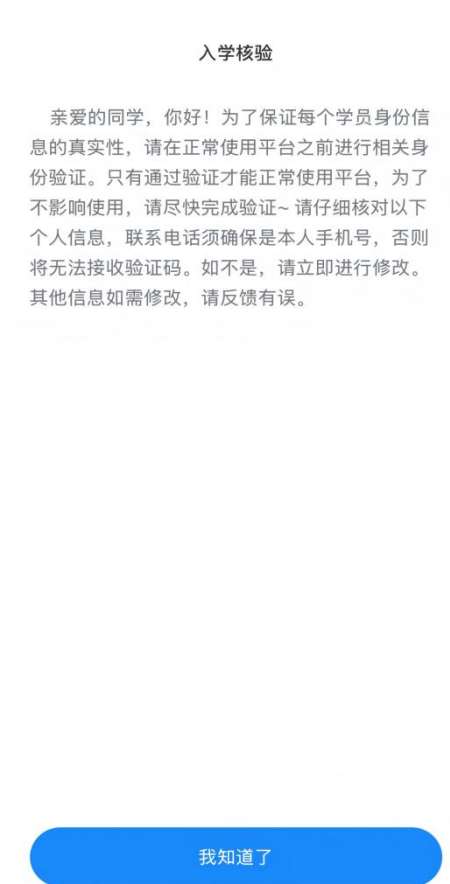 入学核验
亲爱的同学，你好！为了保证每个学员身份信
息的真实性，请在正常使用平台之前进行相关身
份验证。只有通过验证才能正常使用平台，为了
不影响使用，请尽快完成验证~ 请仔细核对以下
个人信息，联系电话须确保是本人手机号，否则
将无法接收验证码。如不是，请立即进行修改。
其他信息如需修改，请反馈有误。
我知道了